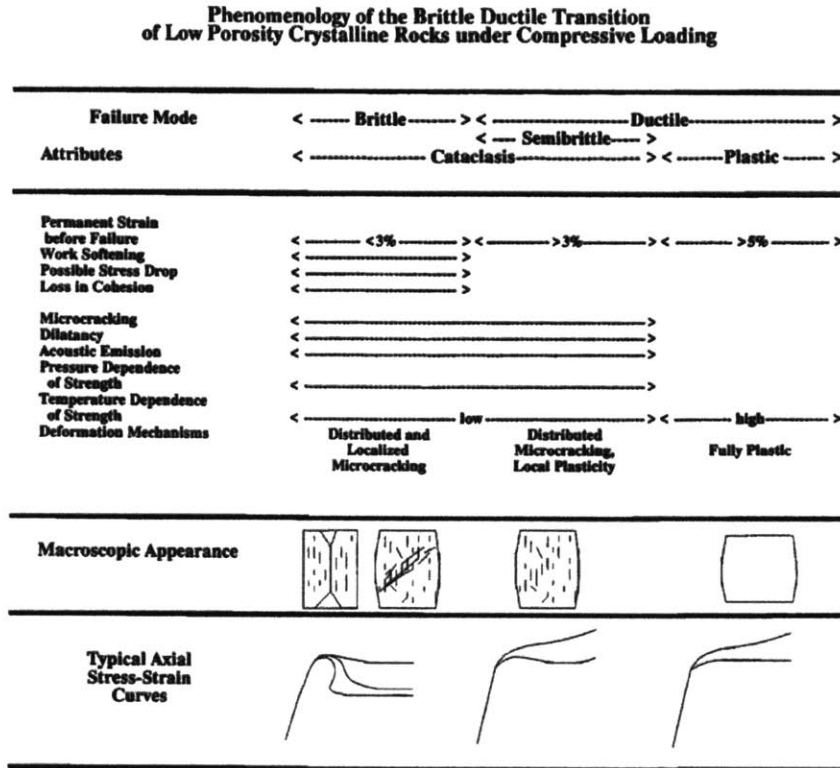 Phenomenology of the Brittle Ductile Transition
of Low Porosity Crystalline Rocks under Compressive Loading
Failure Mode < ------ Brittle------- > < -----------------------Ductile------------------------ >
< ---- Semibrittle----- >
Attributes < --------------------- Cataclasis----------------------- > < -------Plastic ------ >
Permanent Strain
before Failure < ---------- <3%---------- > < ------------>3%----------- > < ---------->5%---------- >
Work Softening < --------------------------- >
Possible Stress Drop < --------------------------- >
Loss in Cohesion < --------------------------- >
Microcracking < ------------------------------------------------------- >
Dilatancy < ------------------------------------------------------- >
Acoustic Emission < ------------------------------------------------------- >
Pressure Dependence
of Strength < ------------------------------------------------------- >
Temperature Dependence
of Strength < --------------------------low--------------------------- > < ----------high----------- >
Deformation Mechanisms
Distributed and
Localized
Microcracking
Distributed
Microcracking,
Local Plasticity
Fully Plastic
Macroscopic Appearance
Typical Axial
Stress-Strain
Curves